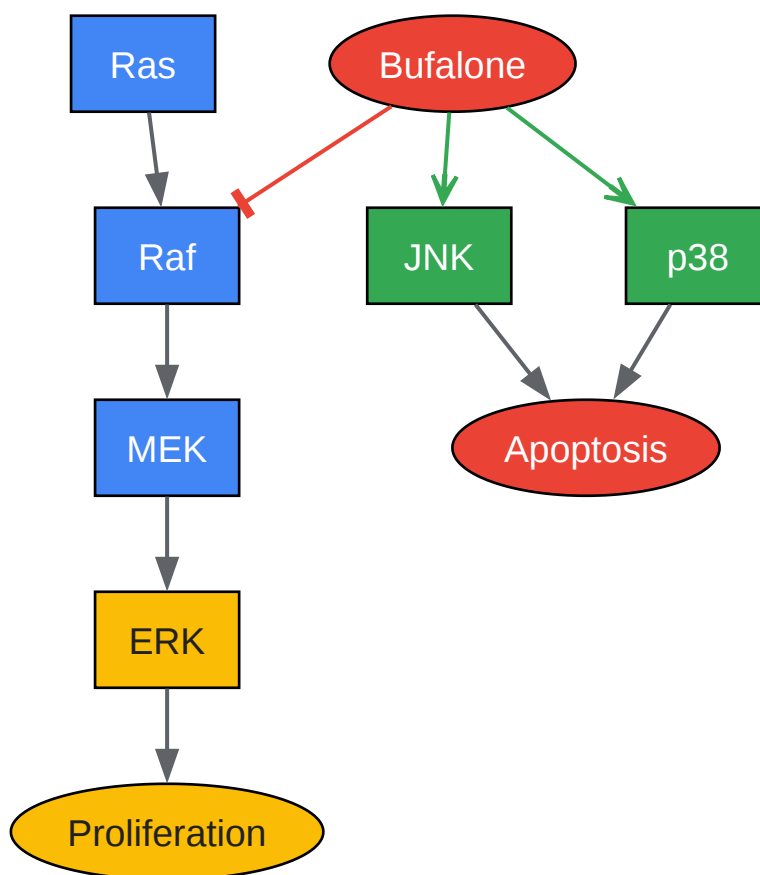 Ras
Bufalone
Raf
JNK
p38
MEK
Apoptosis
ERK
Proliferation